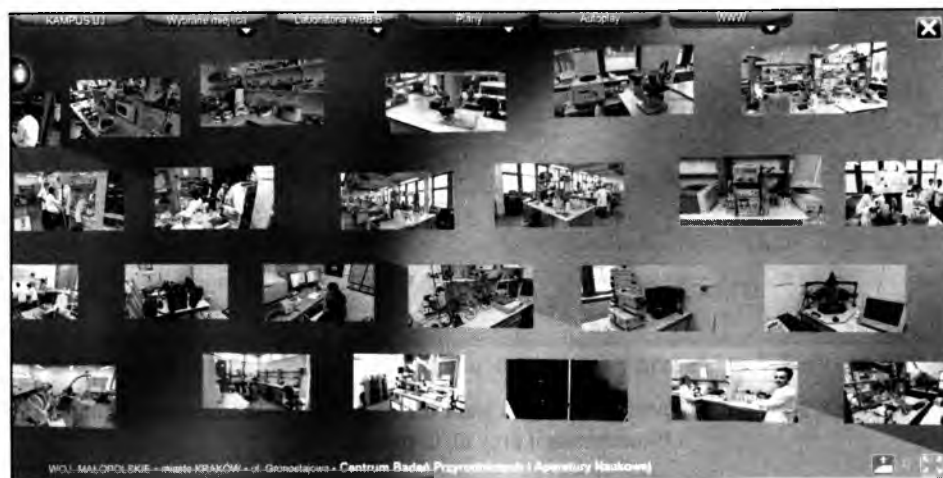 KAMPUS UJ Wybrane miejsca Laboratoria WBBiB Plany Autoplay WWW
WOJ. MAŁOPOLSKIE • miasto KRAKÓW • ul. Gronostajowa • Centrum Badań Przyrodniczych i Aparatury Naukowej